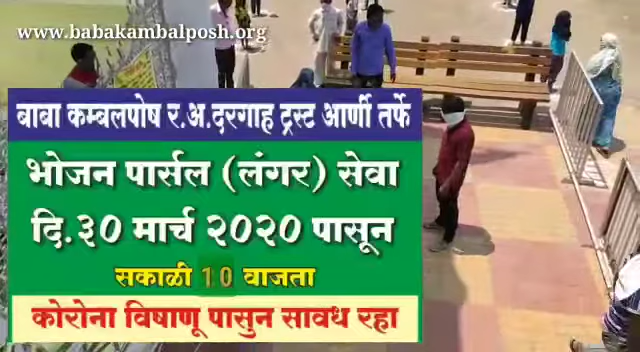 www.babakambalposh.org
बाबा कम्बलपोष र.अ.दरगाह ट्रस्ट आर्णी तर्फे
भोजन पार्सल (लंगर) सेवा
दि.३० मार्च २०२० पासून
सकाळी 10 वाजता
कोरोना विषाणू पासुन सावध रहा